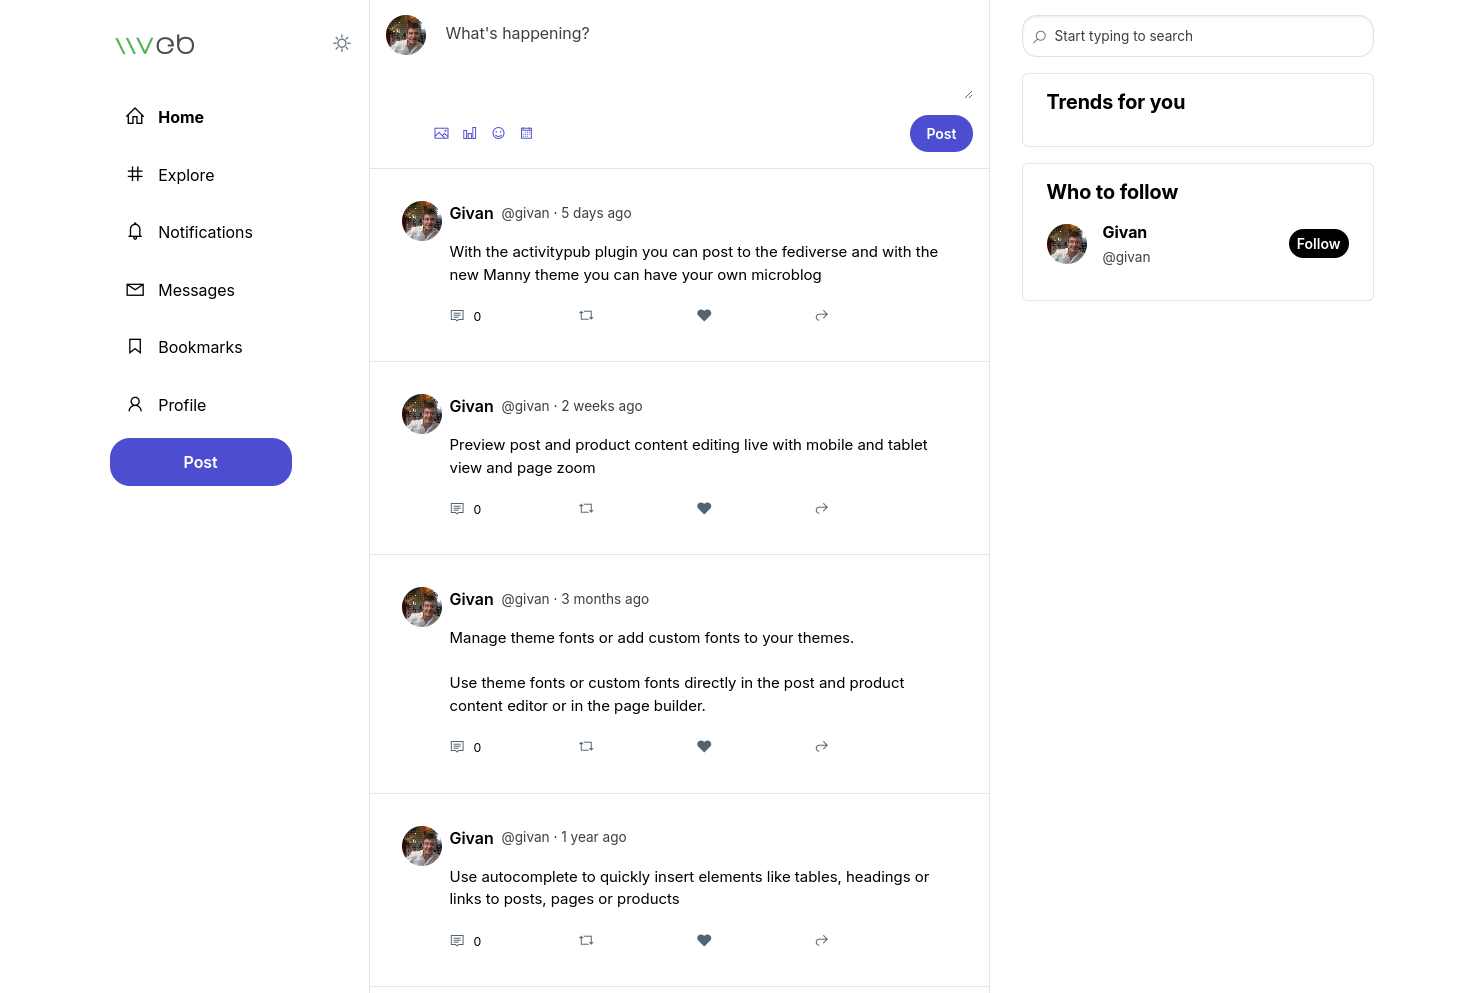 vveb
Home
Explore
Notifications
Messages
Bookmarks
Profile
Post
What's happening?
Post
Givan @givan · 5 days ago
With the activitypub plugin you can post to the fediverse and with the
new Manny theme you can have your own microblog
0
Givan @givan · 2 weeks ago
Preview post and product content editing live with mobile and tablet
view and page zoom
0
Givan @givan · 3 months ago
Manage theme fonts or add custom fonts to your themes.
Use theme fonts or custom fonts directly in the post and product
content editor or in the page builder.
0
Givan @givan · 1 year ago
Use autocomplete to quickly insert elements like tables, headings or
links to posts, pages or products
0
Start typing to search
Trends for you
Who to follow
Givan
@givan
Follow